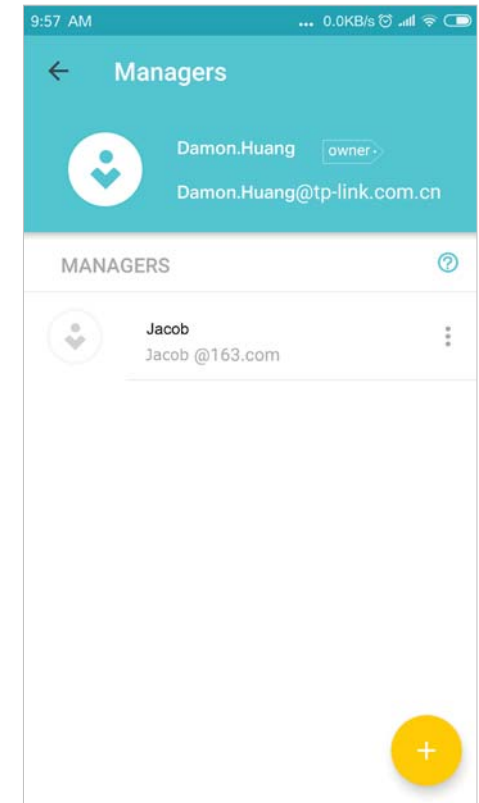 9:57 AM ... 0.0KB/s
Managers
Damon.Huang owner
Damon.Huang@tp-link.com.cn
MANAGERS ?
Jacob
Jacob @163.com
+